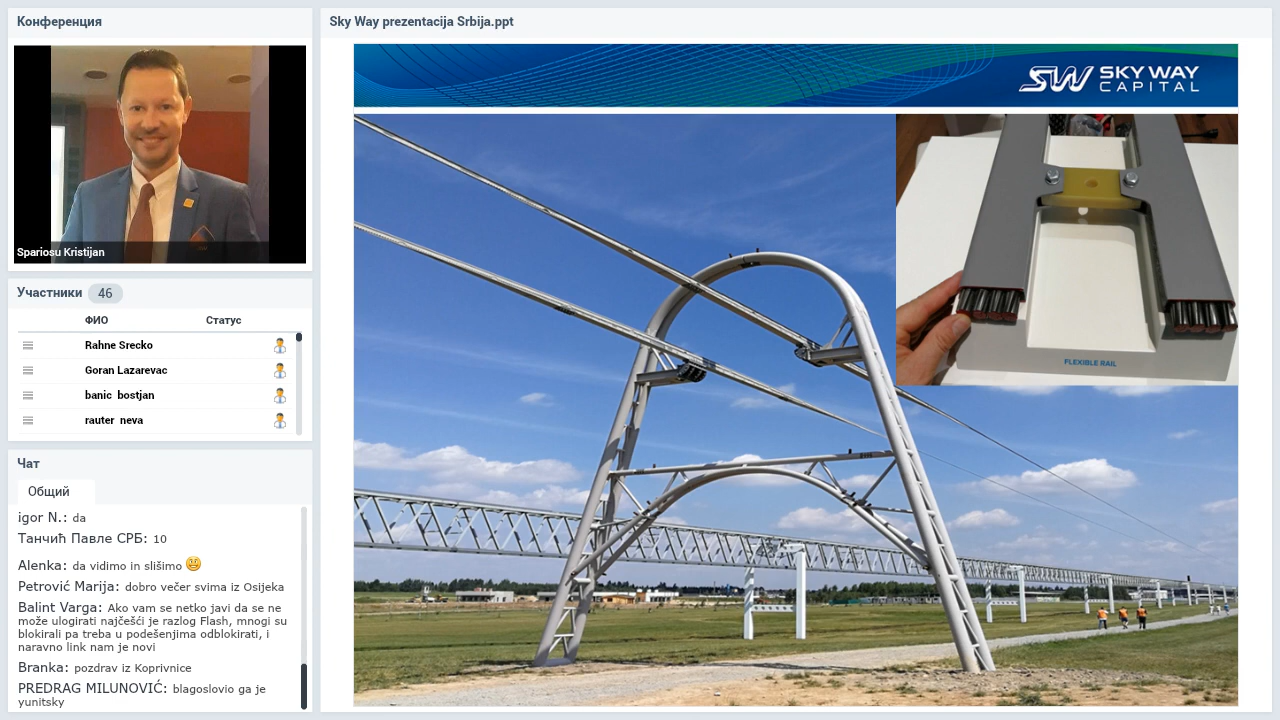 Конференция
Spariosu Kristijan
Участники 46
ФИО Статус
Rahne Srecko
Goran Lazarevac
banic bostjan
rauter neva
Чат
Общий
igor N.: da
Танчић Павле СРБ: 10
Alenka: da vidimo in slišimo
Petrović Marija: dobro večer svima iz Osijeka
Balint Varga: Ako vam se netko javi da se ne
može ulogirati najčešći je razlog Flash, mnogi su
blokirali pa treba u podešenjima odblokirati, i
naravno link nam je novi
Branka: pozdrav iz Koprivnice
PREDRAG MILUNOVIĆ: blagoslovio ga je
yunitsky
Sky Way prezentacija Srbija.ppt
SW SKY WAY
CAPITAL
FLEXIBLE RAIL